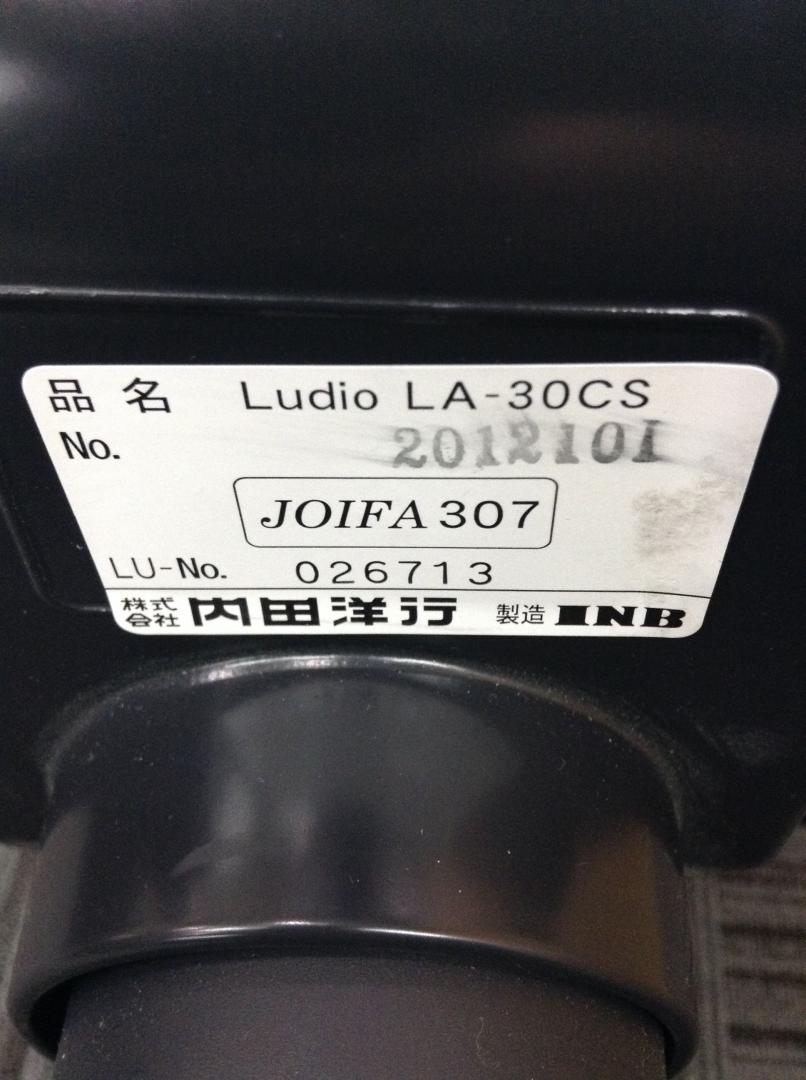 品名 Ludio LA-30CS
No. 2012101
JOIFA 307
LU-No. 026713
株式会社 内田洋行 製造 INB